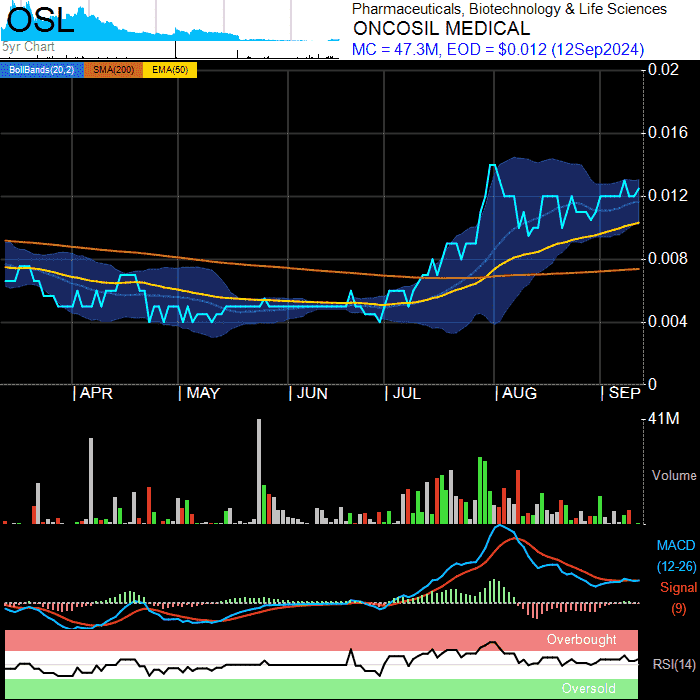 OSL
5yr Chart
Pharmaceuticals, Biotechnology & Life Sciences
ONCOSIL MEDICAL
MC = 47.3M, EOD = $0.012 (12Sep2024)
BollBands(20,2) SMA(200) EMA(50)
0.02
0.016
0.012
0.008
0.004
0
APR MAY JUN JUL AUG SEP
41M
Volume
MACD
(12-26)
Signal
(9)
Overbought
RSI(14)
Oversold